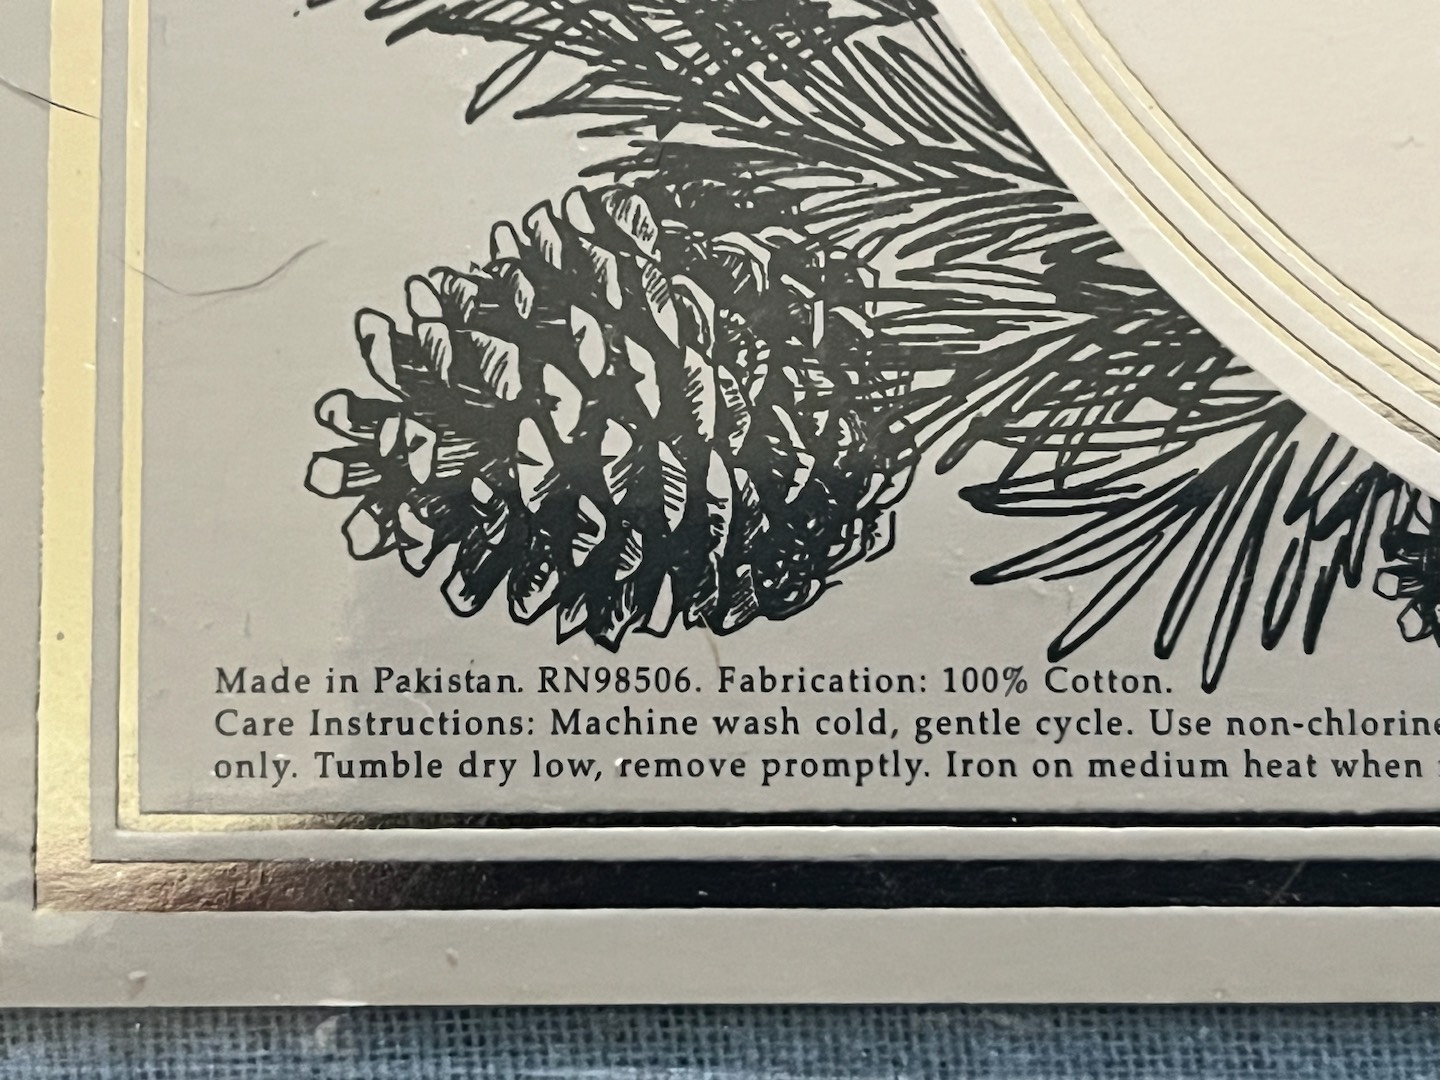 Made in Pakistan. RN98506. Fabrication: 100% Cotton.
Care Instructions: Machine wash cold, gentle cycle. Use non-chlorine
only. Tumble dry low, remove promptly. Iron on medium heat when